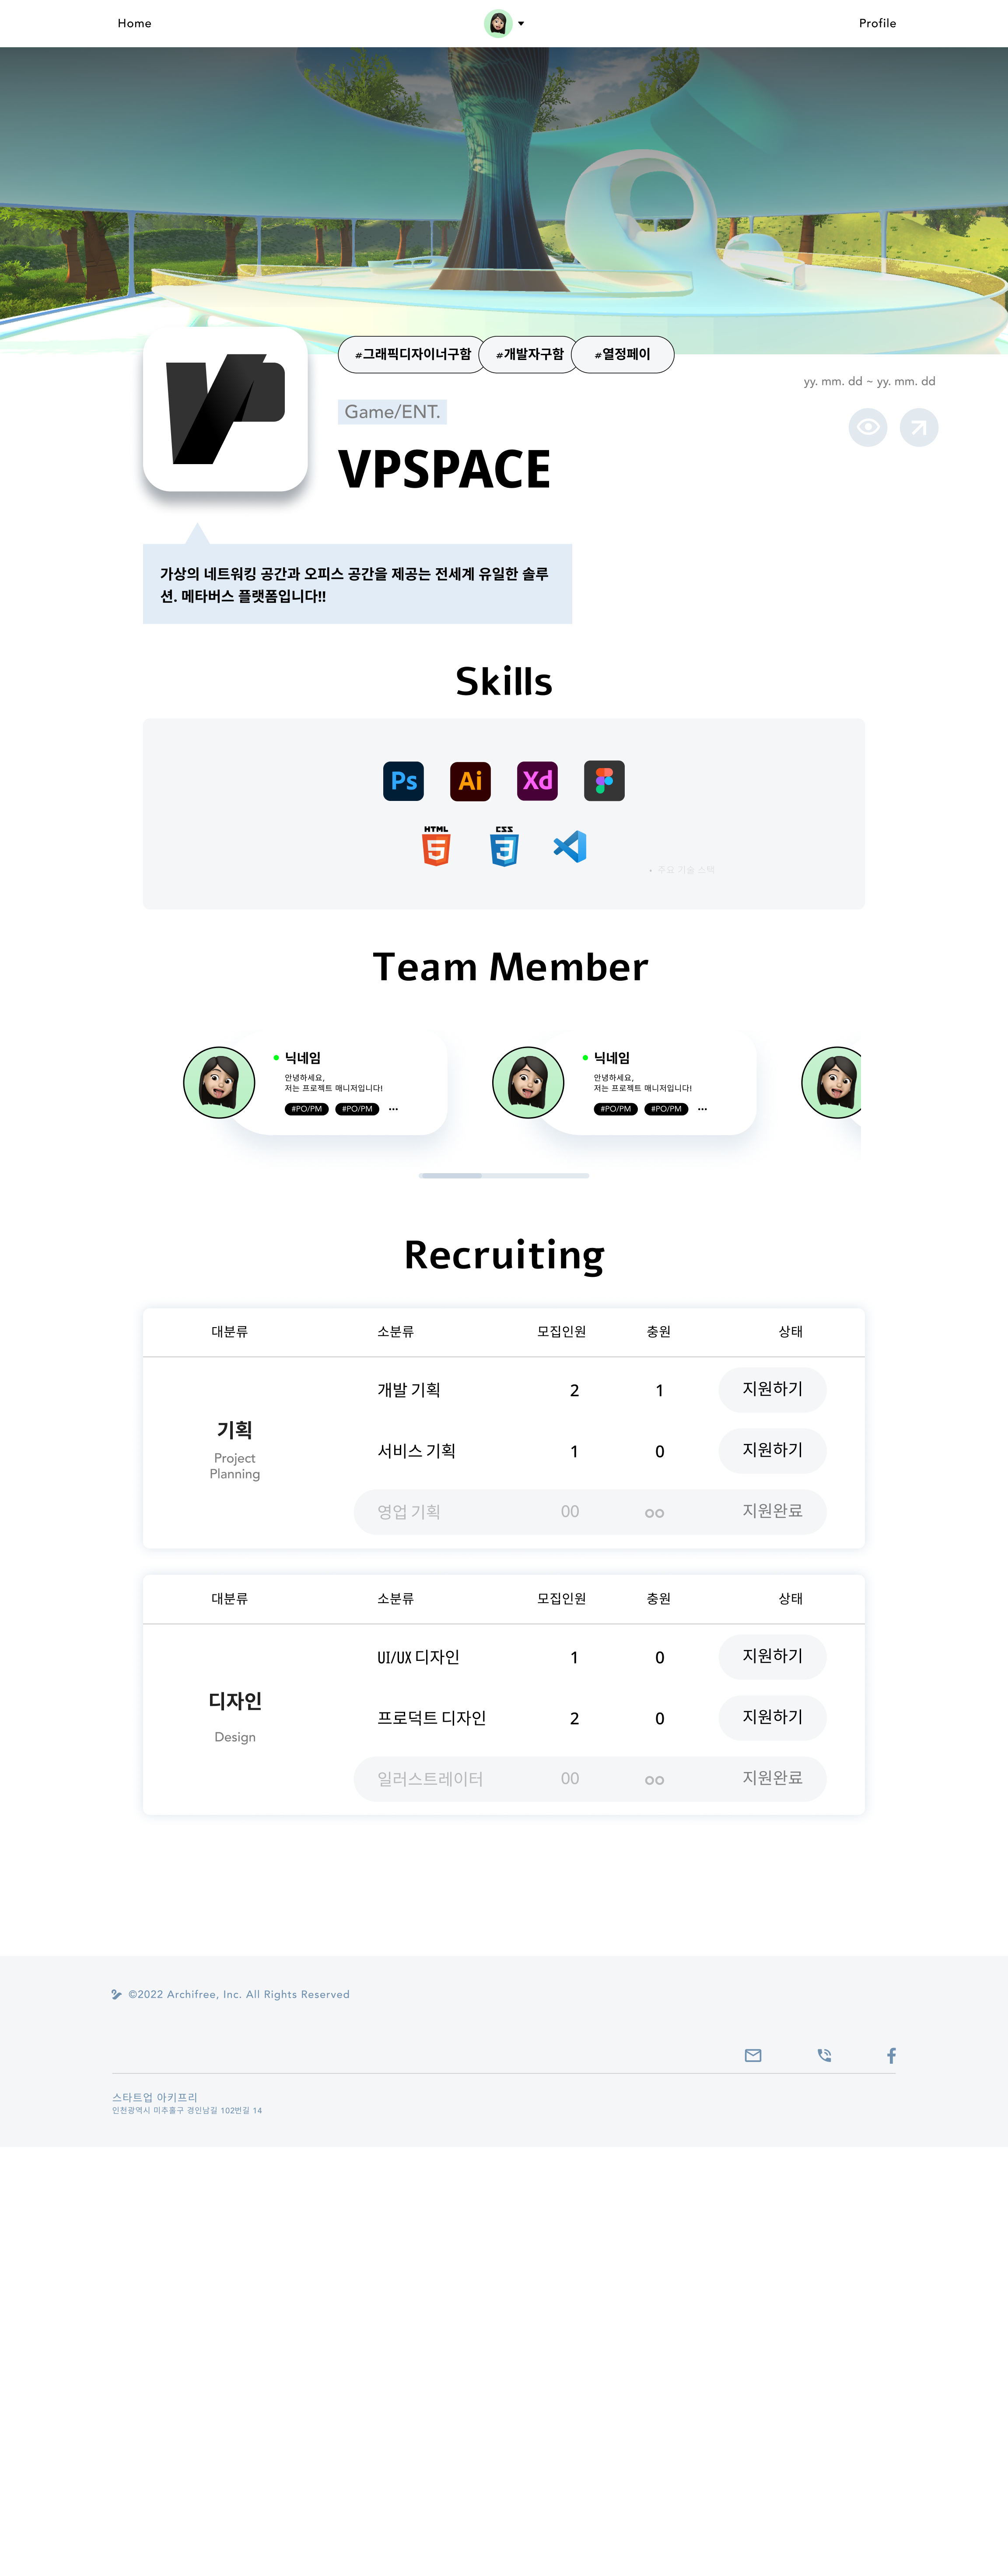 Home
Profile
#그래픽디자이너구함 #개발자구함 #열정페이
yy. mm. dd ~ yy. mm. dd
Game/ENT.
VPSPACE
가상의 네트워킹 공간과 오피스 공간을 제공는 전세계 유일한 솔루
션. 메타버스 플랫폼입니다!!
Skills
Ps Ai Xd
HTML 5 CSS 3
• 주요 기술 스택
Team Member
닉네임
안녕하세요,
저는 프로젝트 매니저입니다!
#PO/PM #PO/PM ...
닉네임
안녕하세요,
저는 프로젝트 매니저입니다!
#PO/PM #PO/PM ...
Recruiting
대분류 소분류 모집인원 충원 상태
기획
Project
Planning
개발 기획 2 1 지원하기
서비스 기획 1 0 지원하기
영업 기획 00 00 지원완료
대분류 소분류 모집인원 충원 상태
디자인
Design
UI/UX 디자인 1 0 지원하기
프로덕트 디자인 2 0 지원하기
일러스트레이터 00 00 지원완료
©2022 Archifree, Inc. All Rights Reserved
스타트업 아키프리
인천광역시 미추홀구 경인남길 102번길 14